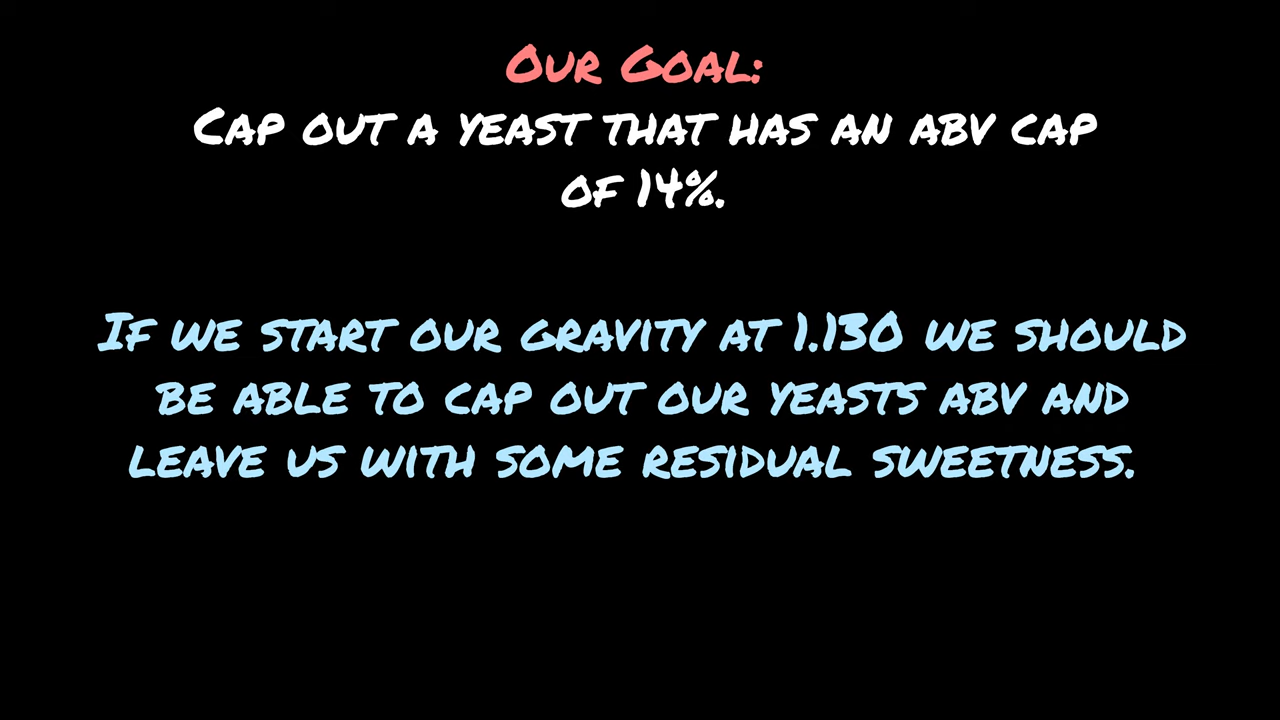 Our Goal:
Cap out a yeast that has an abv cap
of 14%.
If we start our gravity at 1.130 we should
be able to cap out our yeasts abv and
leave us with some residual sweetness.